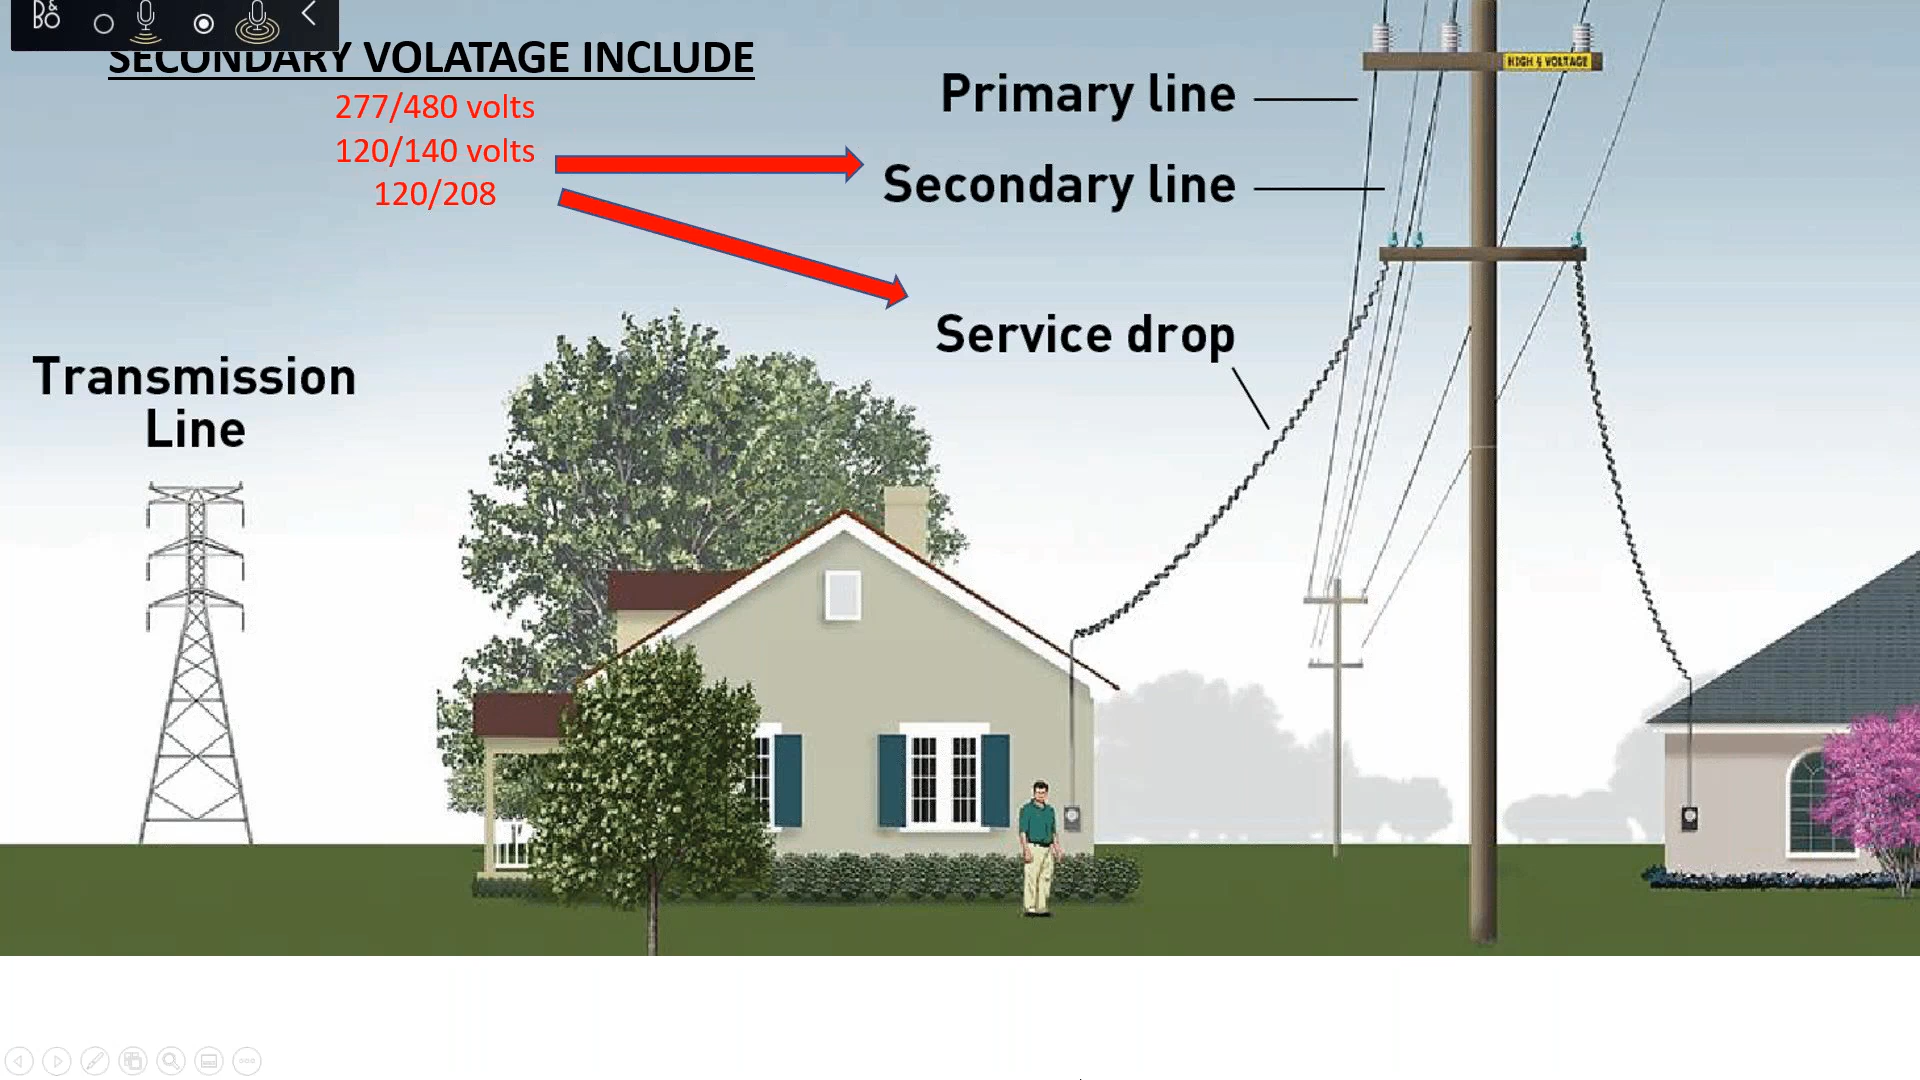 B&O
SECONDARY VOLATAGE INCLUDE
277/480 volts
120/140 volts
120/208
Primary line
HIGH VOLTAGE
Secondary line
Service drop
Transmission
Line